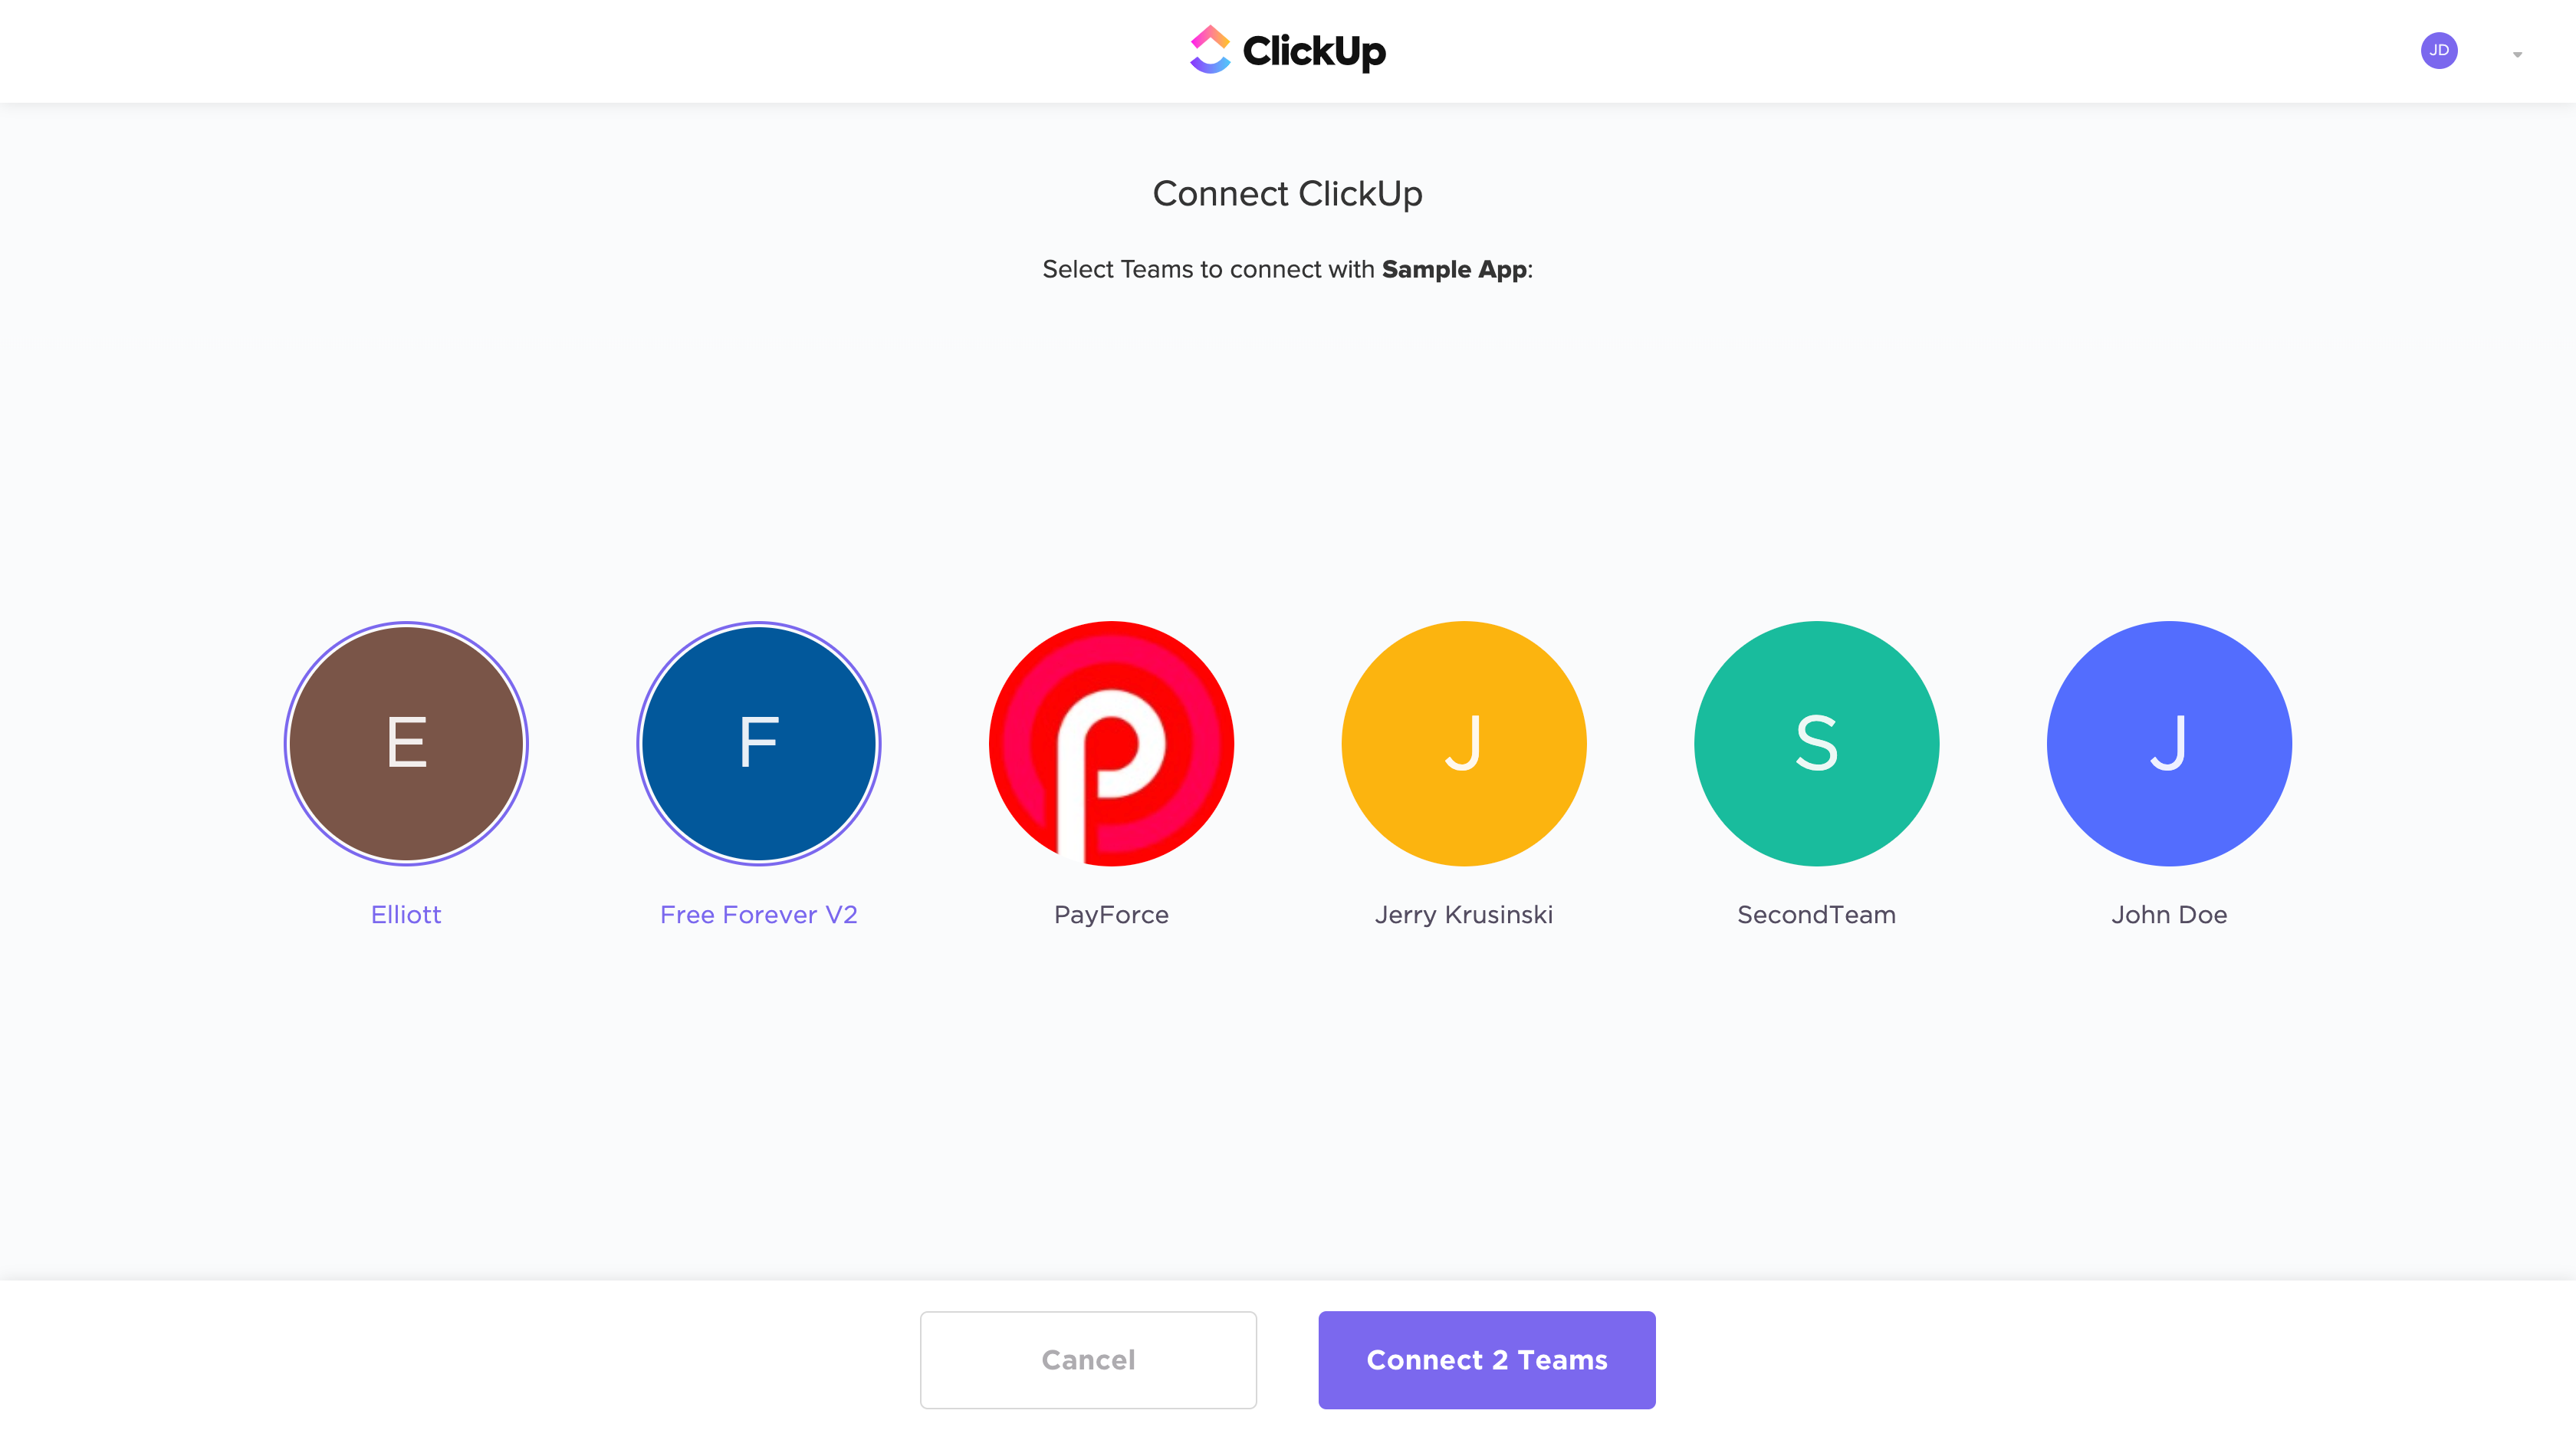 ClickUp
JD
Connect ClickUp
Select Teams to connect with Sample App:
E
F
P
J
S
J
Elliott
Free Forever V2
PayForce
Jerry Krusinski
SecondTeam
John Doe
Cancel
Connect 2 Teams